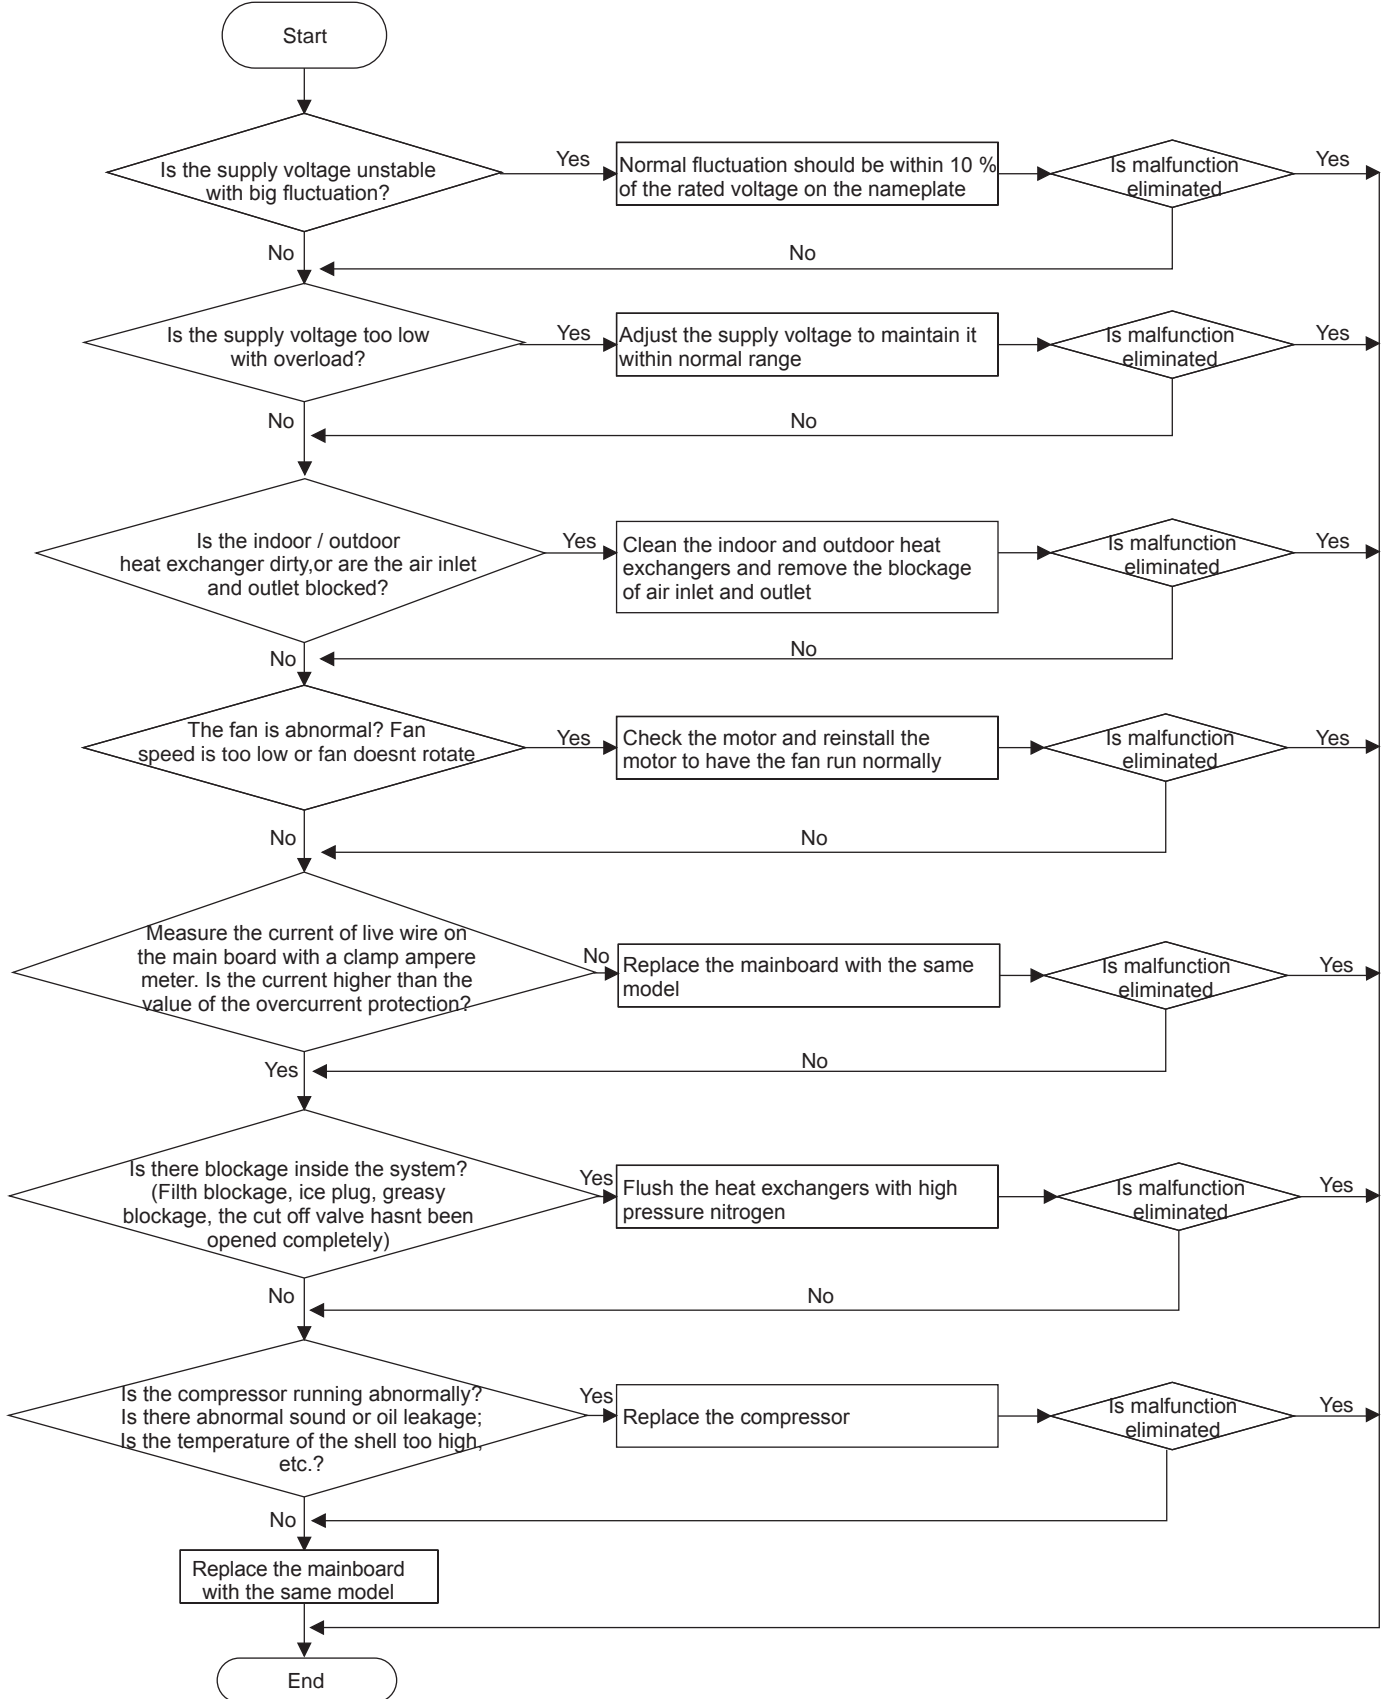 Start
Is the supply voltage unstable
with big fluctuation?
Yes
Normal fluctuation should be within 10 %
of the rated voltage on the nameplate
Is malfunction
eliminated
Yes
No
No
Is the supply voltage too low
with overload?
Yes
Adjust the supply voltage to maintain it
within normal range
Is malfunction
eliminated
Yes
No
No
Is the indoor / outdoor
heat exchanger dirty,or are the air inlet
and outlet blocked?
Yes
Clean the indoor and outdoor heat
exchangers and remove the blockage
of air inlet and outlet
Is malfunction
eliminated
Yes
No
No
The fan is abnormal? Fan
speed is too low or fan doesnt rotate
Yes
Check the motor and reinstall the
motor to have the fan run normally
Is malfunction
eliminated
Yes
No
No
Measure the current of live wire on
the main board with a clamp ampere
meter. Is the current higher than the
value of the overcurrent protection?
No
Replace the mainboard with the same
model
Is malfunction
eliminated
Yes
Yes
No
Is there blockage inside the system?
(Filth blockage, ice plug, greasy
blockage, the cut off valve hasnt been
opened completely)
Yes
Flush the heat exchangers with high
pressure nitrogen
Is malfunction
eliminated
Yes
No
No
Is the compressor running abnormally?
Is there abnormal sound or oil leakage;
Is the temperature of the shell too high,
etc.?
Yes
Replace the compressor
Is malfunction
eliminated
Yes
No
Replace the mainboard
with the same model
End